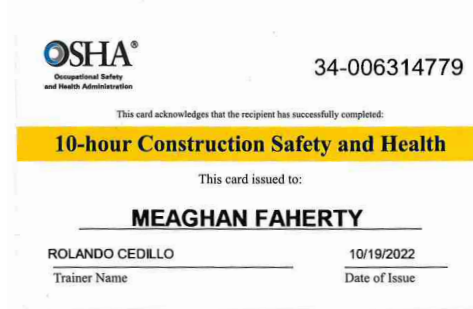 OSHA®
Occupational Safety
and Health Administration
34-006314779
This card acknowledges that the recipient has successfully completed:
10-hour Construction Safety and Health
This card issued to:
MEAGHAN FAHERTY
ROLANDO CEDILLO 10/19/2022
Trainer Name Date of Issue